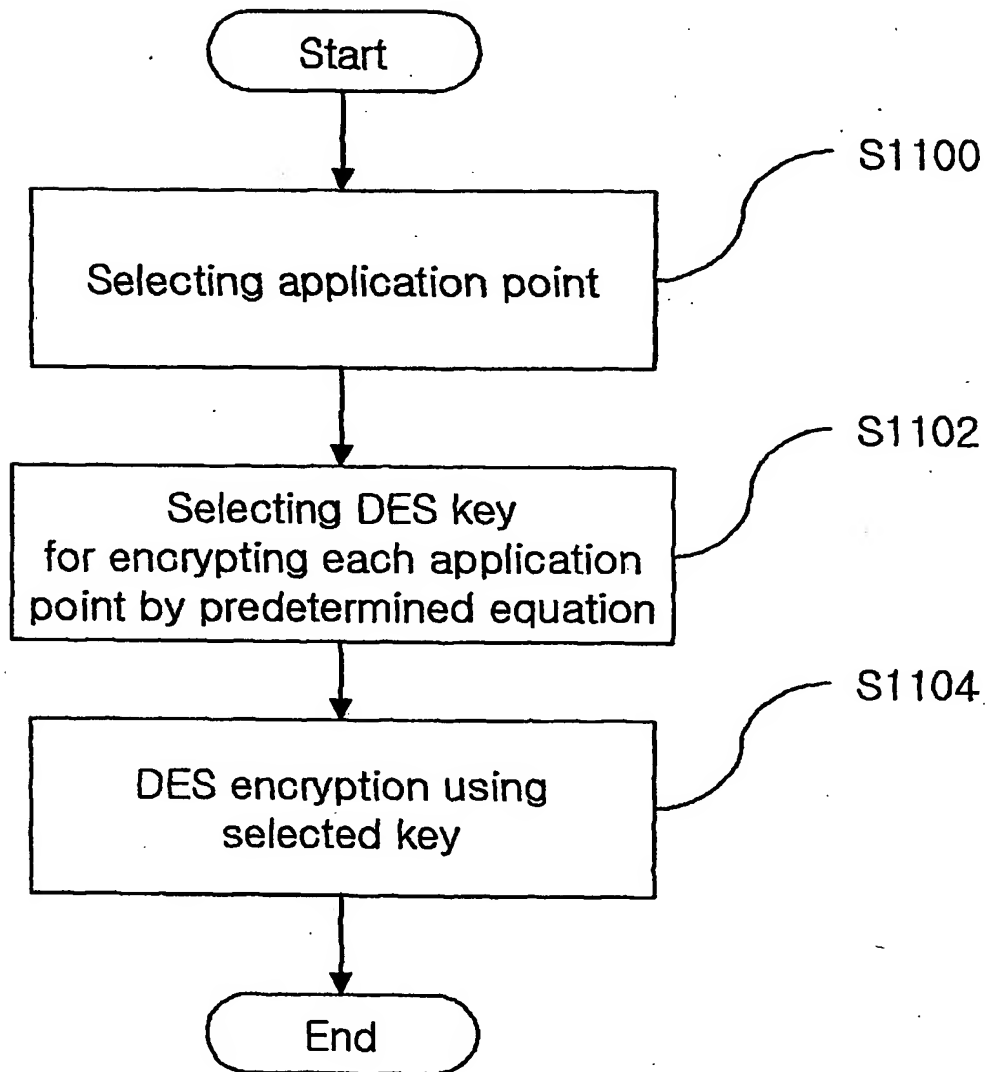 Start
S1100
Selecting application point
S1102
Selecting DES key
for encrypting each application
point by predetermined equation
S1104
DES encryption using
selected key
End